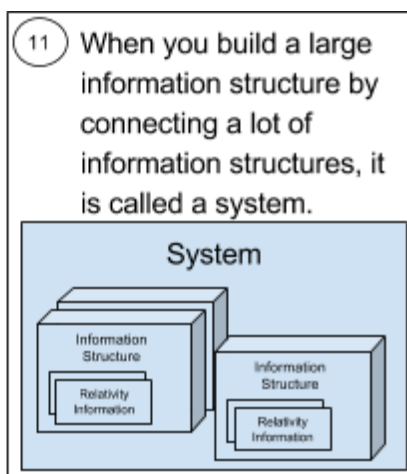 11
When you build a large
information structure by
connecting a lot of
information structures, it
is called a system.
System
Information
Structure
Relativity
Information
Information
Structure
Relativity
Information